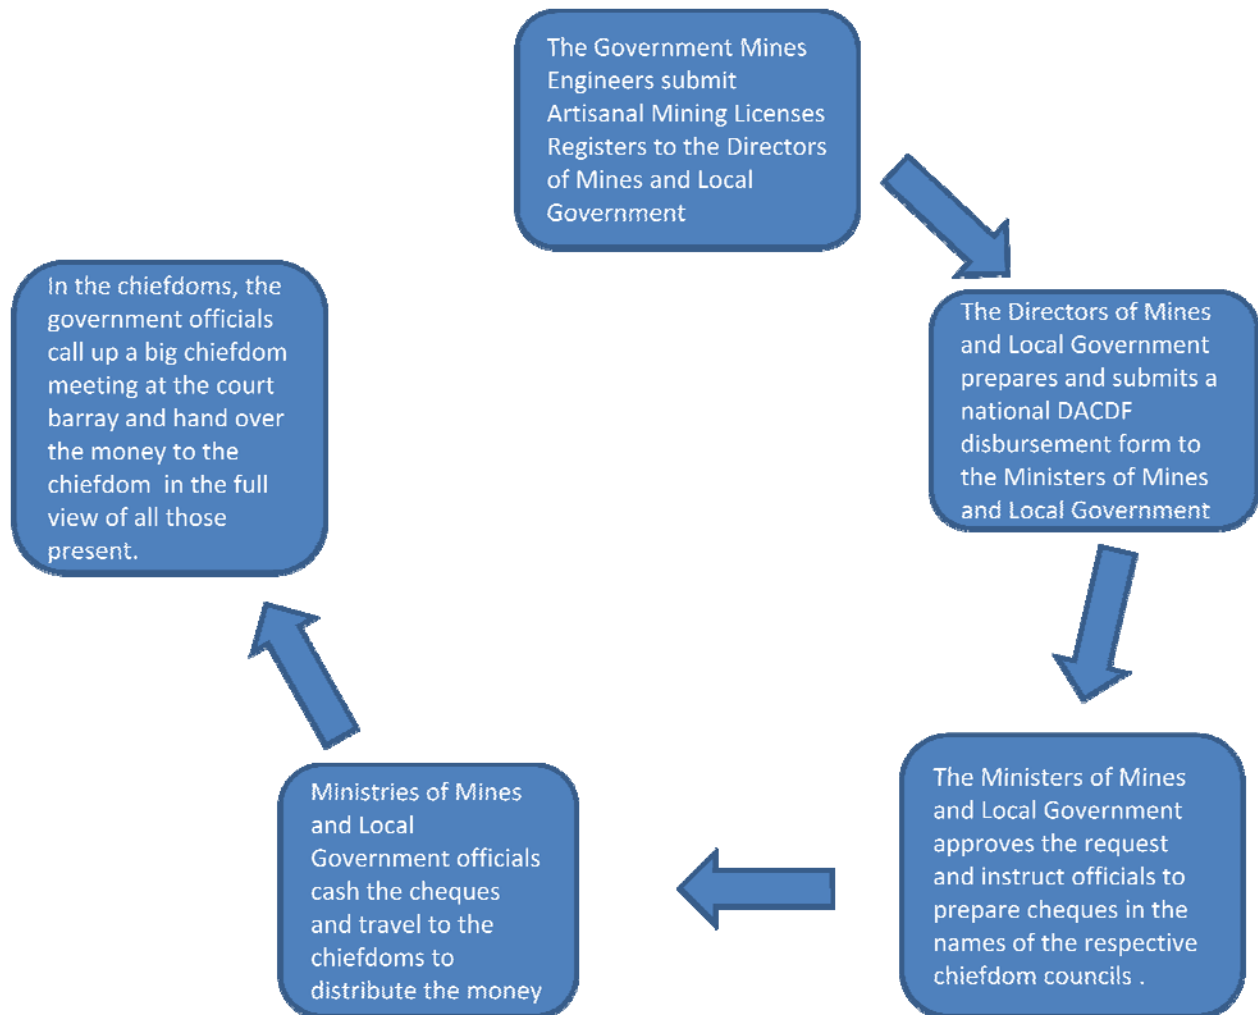 The Government Mines
Engineers submit
Artisanal Mining Licenses
Registers to the Directors
of Mines and Local
Government
The Directors of Mines
and Local Government
prepares and submits a
national DACDF
disbursement form to
the Ministers of Mines
and Local Government
The Ministers of Mines
and Local Government
approves the request
and instruct officials to
prepare cheques in the
names of the respective
chiefdom councils .
Ministries of Mines
and Local
Government officials
cash the cheques
and travel to the
chiefdoms to
distribute the money
In the chiefdoms, the
government officials
call up a big chiefdom
meeting at the court
barray and hand over
the money to the
chiefdom  in the full
view of all those
present.